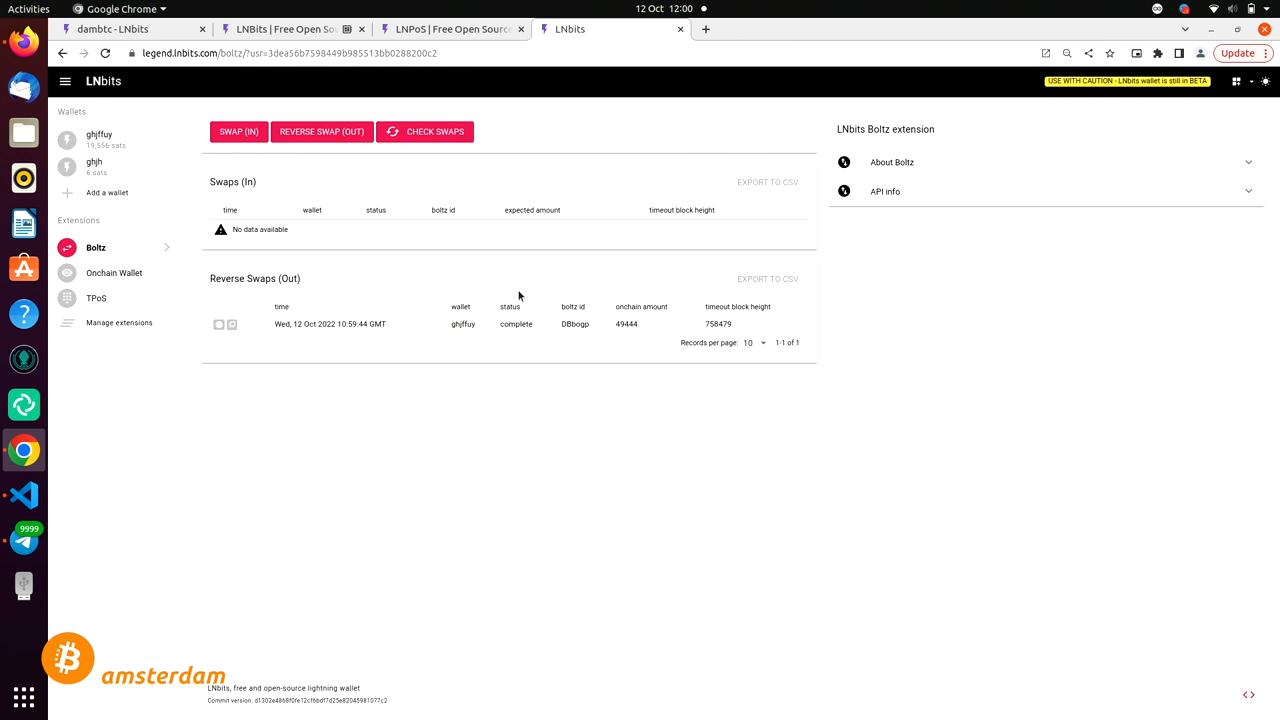 Activities
Google Chrome
12 Oct 12:00
dambtc - LNbits
LNBits | Free Open So
LNPoS | Free Open Source
LNbits
legend.lnbits.com/boltz/?usr=3dea56b7598449b985513bb0288200c2
Update
LNbits
USE WITH CAUTION - LNbits wallet is still in BETA
Wallets
ghjffuy
19,556 sats
ghjh
6 sats
Add a wallet
Extensions
Boltz
Onchain Wallet
TPoS
Manage extensions
SWAP (IN)
REVERSE SWAP (OUT)
CHECK SWAPS
Swaps (In)
EXPORT TO CSV
time wallet status boltz id expected amount timeout block height
No data available
Reverse Swaps (Out)
EXPORT TO CSV
time wallet status boltz id onchain amount timeout block height
Wed, 12 Oct 2022 10:59:44 GMT ghjffuy complete DBbogp 49444 758479
Records per page: 10 1-1 of 1
LNbits Boltz extension
About Boltz
API info
9999
amsterdam
LNbits, free and open-source lightning wallet
Commit version: d1302e4868f0fe12cf6bdf7d25e82045981077c2